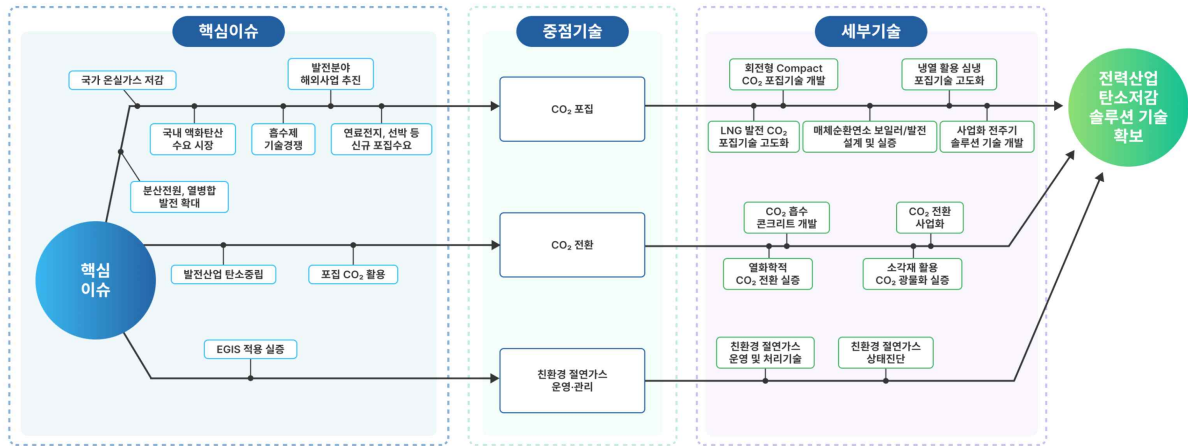 핵심이슈
중점기술
세부기술
국가 온실가스 저감
발전분야
해외사업 추진
국내 액화탄산
수요 시장
흡수제
기술경쟁
연료전지, 선박 등
신규 포집수요
분산전원, 열병합
발전 확대
핵심
이슈
발전산업 탄소중립
포집 CO₂ 활용
EGIS 적용 실증
CO₂ 포집
CO₂ 전환
친환경 절연가스
운영·관리
회전형 Compact
CO₂ 포집기술 개발
냉열 활용 심냉
포집기술 고도화
LNG 발전 CO₂
포집기술 고도화
매체순환연소 보일러/발전
설계 및 실증
사업화 전주기
솔루션 기술 개발
CO₂ 흡수
콘크리트 개발
CO₂ 전환
사업화
열화학적
CO₂ 전환 실증
소각재 활용
CO₂ 광물화 실증
친환경 절연가스
운영 및 처리기술
친환경 절연가스
상태진단
전력산업
탄소저감
솔루션 기술
확보